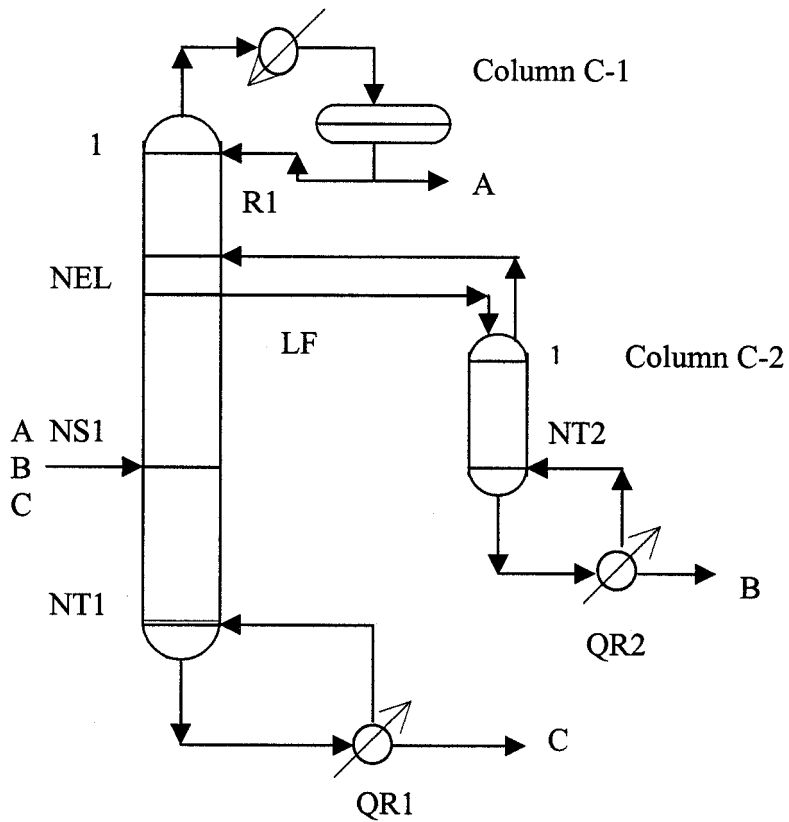 Column C-1
1
A
R1
NEL
LF
1
Column C-2
A NS1
B
C
NT2
NT1
B
QR2
C
QR1